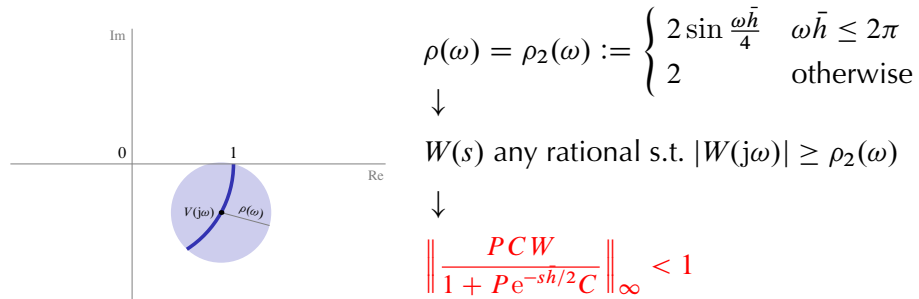 Im
0
1
Re
V(jω)
ρ(ω)
ρ(ω) = ρ₂(ω) := { 2 sin ωh̄/4 ωh̄ ≤ 2π
2 otherwise
↓
W(s) any rational s.t. |W(jω)| ≥ ρ₂(ω)
↓
‖ PCW / (1 + Pe^{-sh̄/2}C) ‖∞ < 1